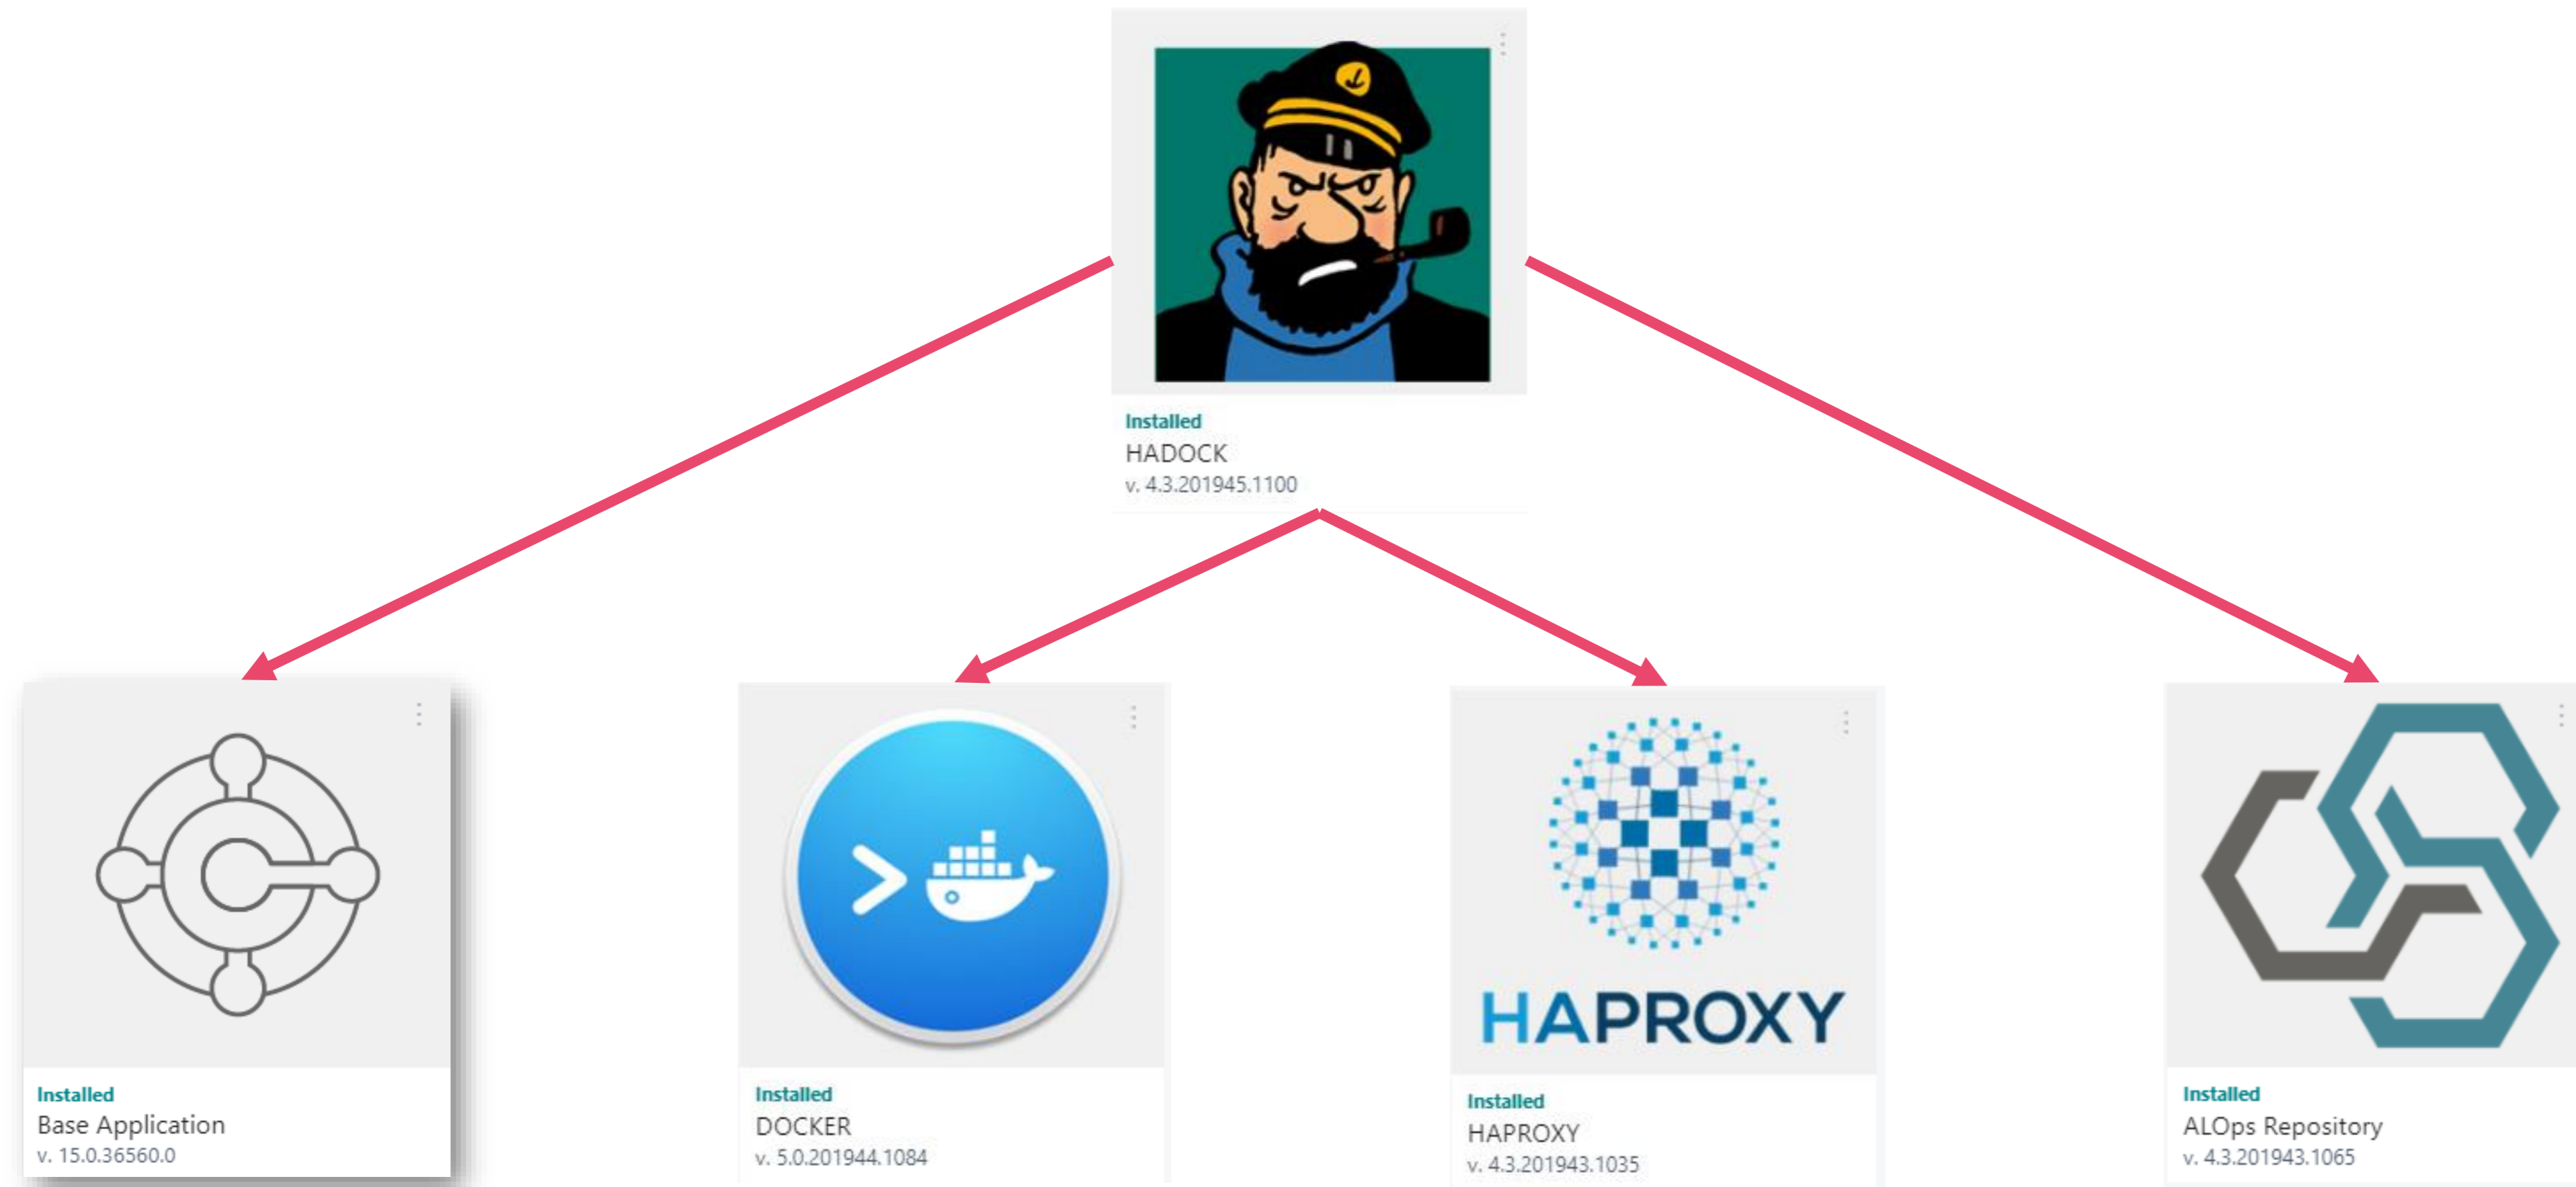 Installed
HADOCK
v. 4.3.201945.1100
Installed
Base Application
v. 15.0.36560.0
Installed
DOCKER
v. 5.0.201944.1084
HAPROXY
Installed
HAPROXY
v. 4.3.201943.1035
Installed
ALOps Repository
v. 4.3.201943.1065